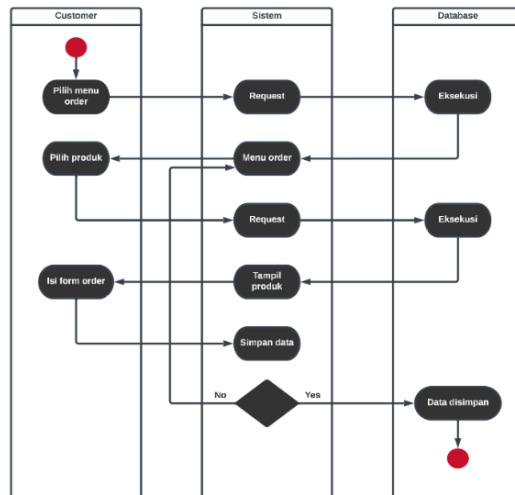 Customer
Sistem
Database
Pilih menu
order
Request
Eksekusi
Pilih produk
Menu order
Request
Eksekusi
Isi form order
Tampil
produk
Simpan data
No
Yes
Data disimpan